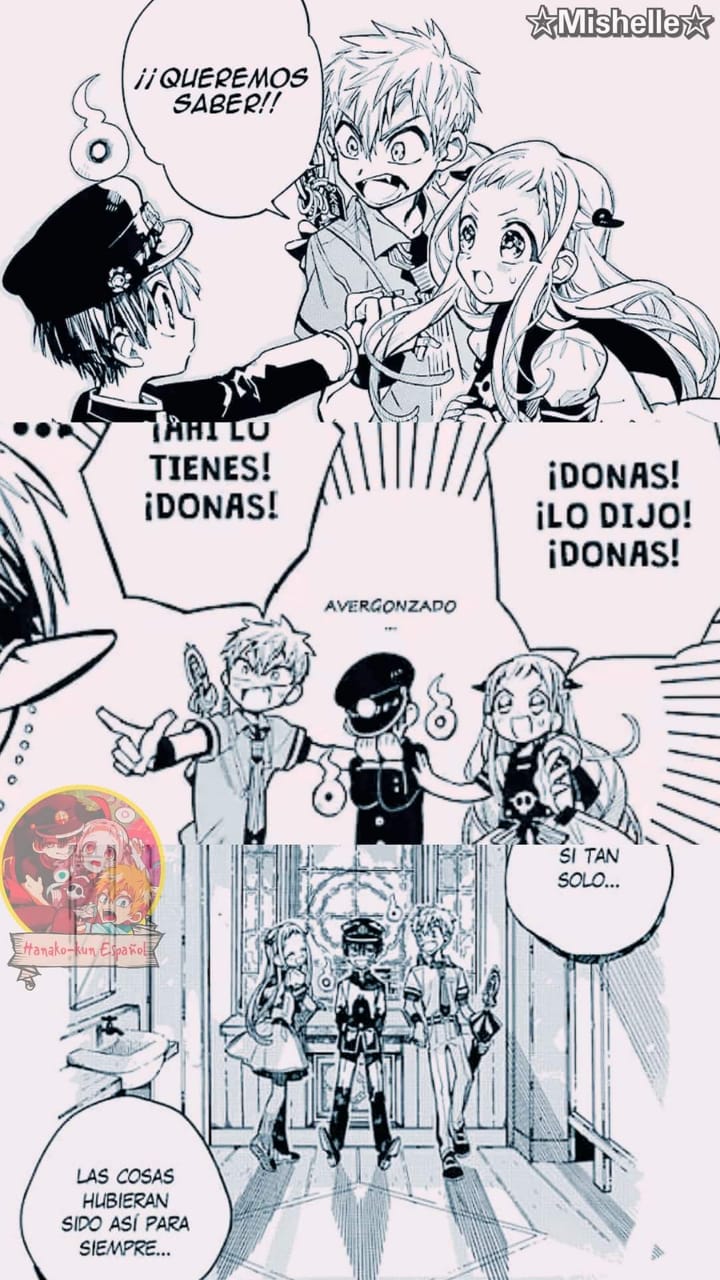 ☆Mishelle☆
¡¡QUEREMOS
SABER!!
¡AHÍ LO
TIENES!
¡DONAS!
¡DONAS!
¡LO DIJO!
¡DONAS!
AVERGONZADO
...
Hanako-kun Español
SI TAN
SOLO...
LAS COSAS
HUBIERAN
SIDO ASÍ PARA
SIEMPRE...